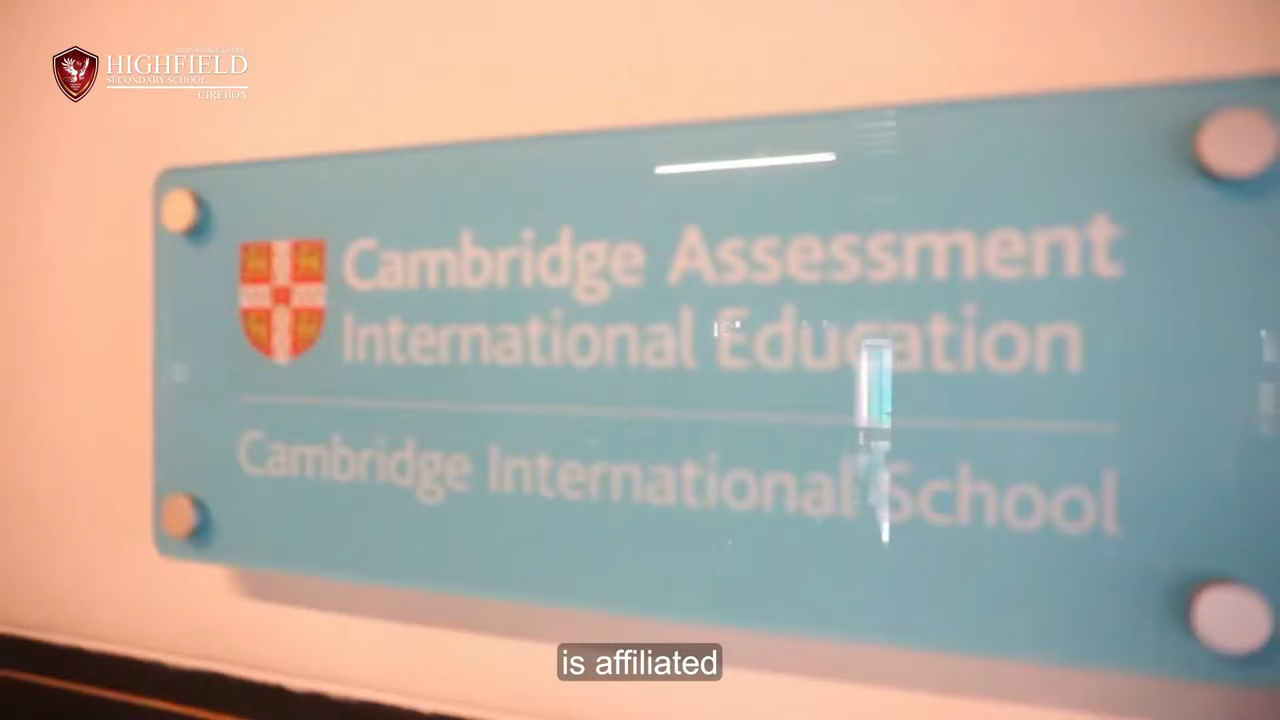 HIGHFIELD
SECONDARY SCHOOL
CIREBON
Cambridge Assessment
International Education
Cambridge International School
is affiliated